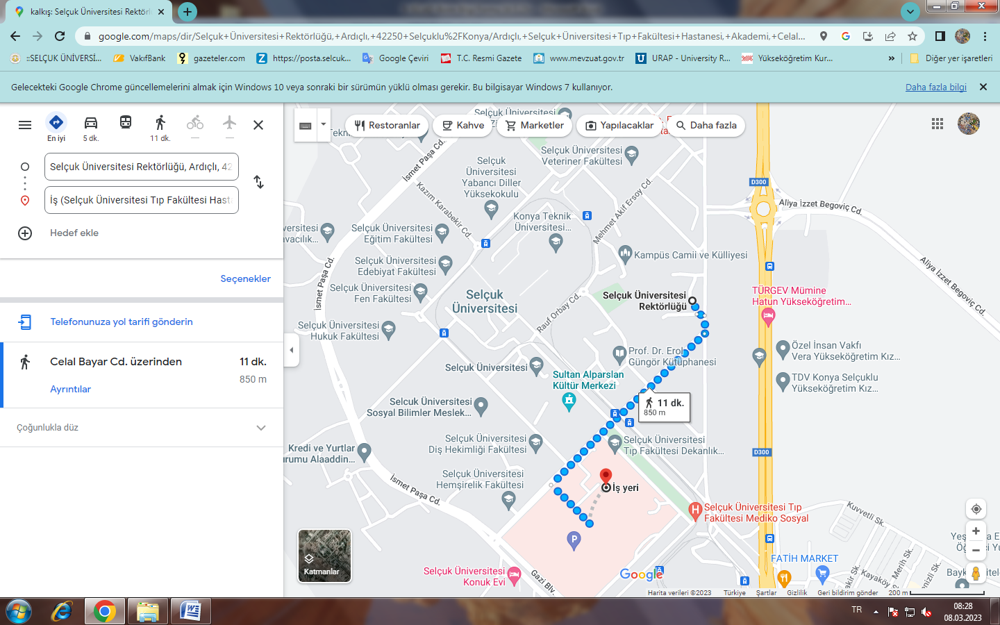 kalkış: Selçuk Üniversitesi Rektörl
google.com/maps/dir/Selçuk+Üniversitesi+Rektörlüğü,+Ardıçlı,+42250+Selçuklu%2FKonya/Ardıçlı,+Selçuk+Üniversitesi+Tıp+Fakültesi+Hastanesi,+Akademi,+Celal...
::SELÇUK ÜNİVERSİ...
VakıfBank
gazeteler.com
https://posta.selcuk...
Google Çeviri
T.C. Resmi Gazete
www.mevzuat.gov.tr
URAP - University R...
Yükseköğretim Kur...
»
Diğer yer işaretleri
Gelecekteki Google Chrome güncellemelerini almak için Windows 10 veya sonraki bir sürümün yüklü olması gerekir. Bu bilgisayar Windows 7 kullanıyor.
Daha fazla bilgi
En iyi
5 dk.
11 dk.
Selçuk Üniversitesi Rektörlüğü, Ardıçlı, 42
İş (Selçuk Üniversitesi Tıp Fakültesi Hast
Hedef ekle
Seçenekler
Telefonunuza yol tarifi gönderin
Celal Bayar Cd. üzerinden
11 dk.
850 m
Ayrıntılar
Çoğunlukla düz
Restoranlar
Kahve
Marketler
Yapılacaklar
Daha fazla
Selçuk Üniversitesi
Selçuk Üniversitesi
Veteriner Fakültesi
Selçuk
Üniversitesi
Yabancı Diller
Yüksekokulu
İsmet Paşa Cd.
Kazım Karabekir Cd.
Mehmet Akif Ersoy Cd.
D300
Aliya İzzet Begoviç Cd.
Konya Teknik
Üniversitesi...
versitesi
vacılık...
Selçuk Üniversitesi
Eğitim Fakültesi
Kampüs Camii ve Külliyesi
Selçuk Üniversitesi
Edebiyat Fakültesi
İsmet Paşa Cd.
Aliya İzzet Begoviç Cd.
Selçuk Üniversitesi
Fen Fakültesi
Selçuk
Üniversitesi
Rauf Orbay Cd.
Selçuk Üniversitesi
Rektörlüğü
TÜRGEV Mümine
Hatun Yükseköğretim...
Selçuk Üniversitesi
Hukuk Fakültesi
Prof. Dr. Erol
Güngör Kütüphanesi
Özel İnsan Vakfı
Vera Yükseköğretim Kız...
Selçuk Üniversitesi
Sultan Alparslan
Kültür Merkezi
TDV Konya Selçuklu
Yükseköğretim Kız...
Selcuk Üniversitesi
Sosyal Bilimler Meslek...
11 dk.
850 m
Selçuk Üniversitesi
Diş Hekimliği Fakültesi
Selçuk Üniversitesi
Tıp Fakültesi Dekanlık...
Kredi ve Yurtlar
urumu Alaaddin...
D300
Selçuk Üniversitesi
Hemşirelik Fakültesi
İsmet Paşa Cd.
İş yeri
H
Selçuk Üniversitesi Tıp
Fakültesi Mediko Sosyal
Kuvvetli Sk.
P
Merih Sk.
FATİH MARKET
Selçuk Üniversitesi
Konuk Evi
Gazi Blv.
Google
Katmanlar
Harita verileri ©2023
Türkiye
Şartlar
Gizlilik
Geri bildirim gönder
200 m
TR
08:28
08.03.2023